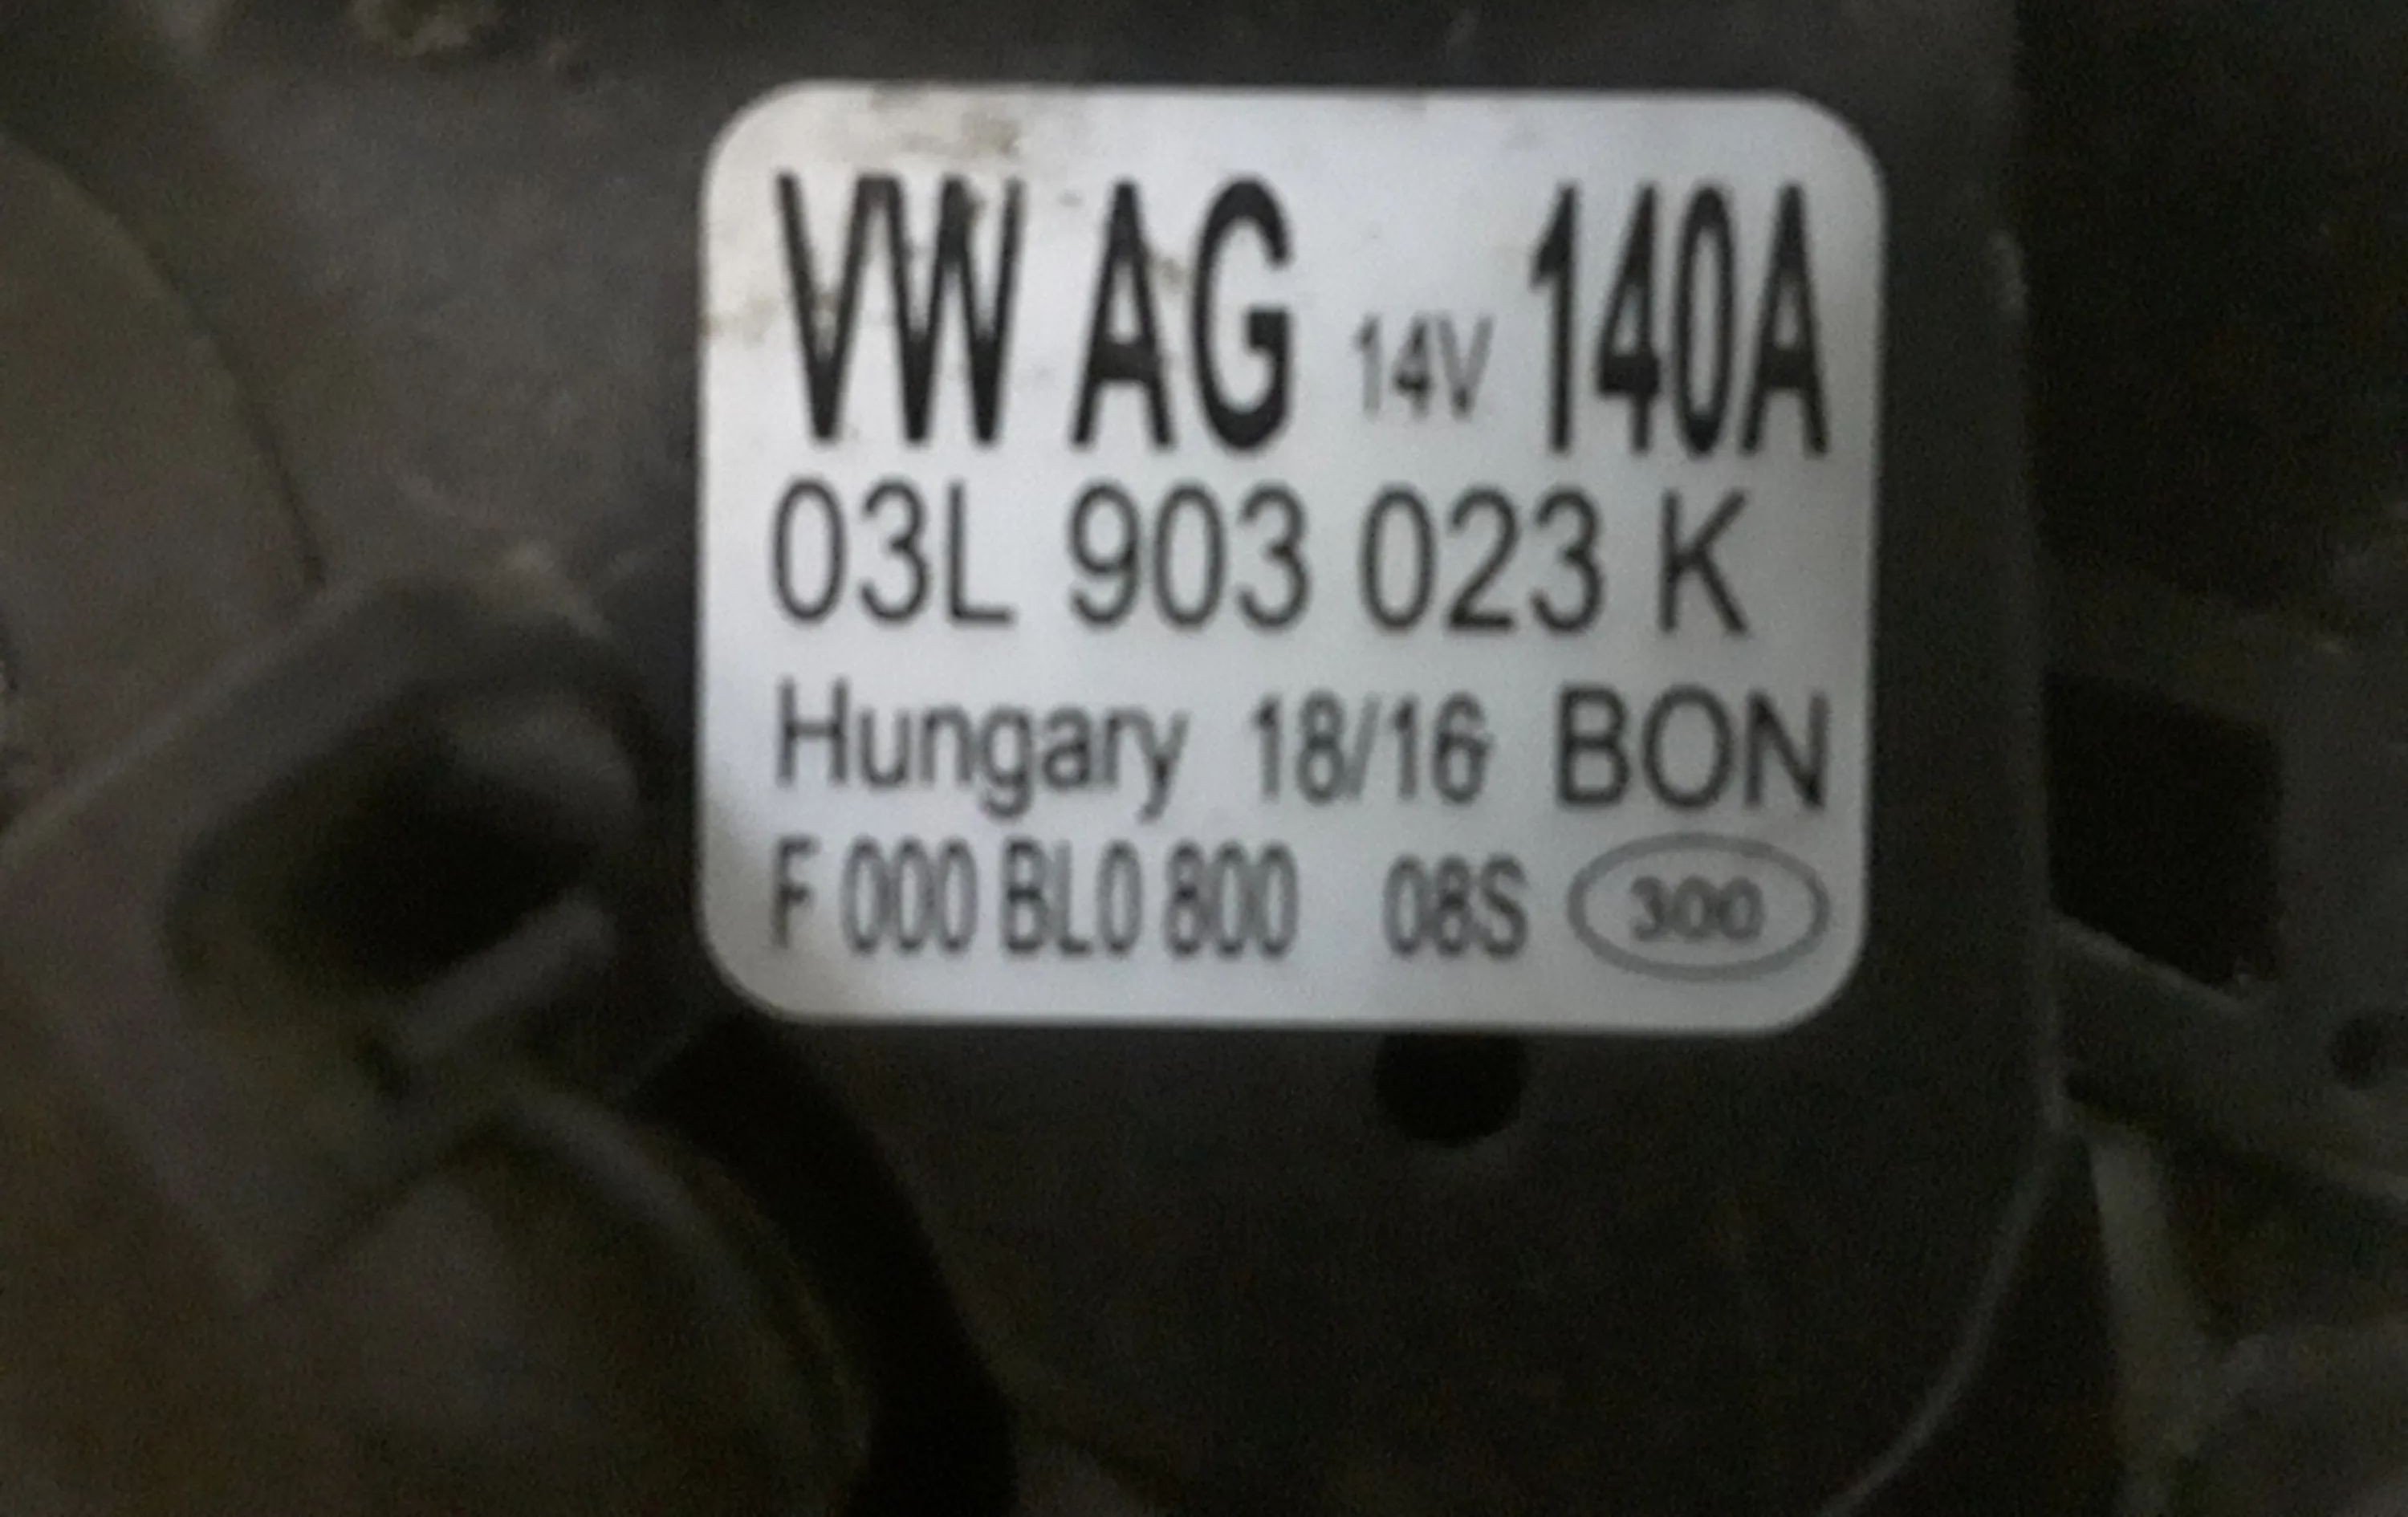 VW AG 14V 140A
03L 903 023 K
Hungary 18/16 BON
F 000 BL0 800 08S 300